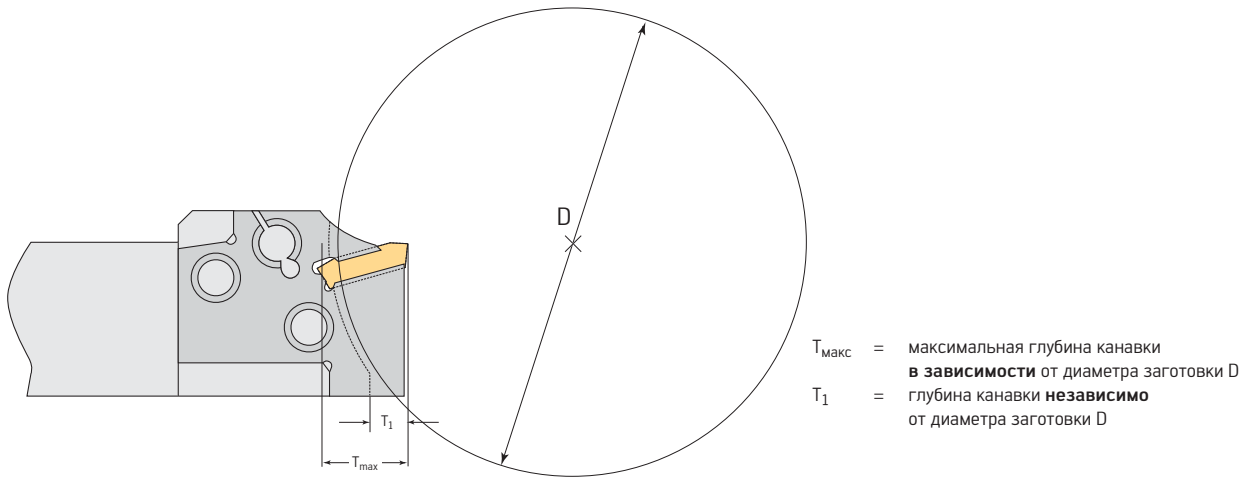 D
T₁
Tmax
Tмакс = максимальная глубина канавки
в зависимости от диаметра заготовки D
T₁ = глубина канавки независимо
от диаметра заготовки D